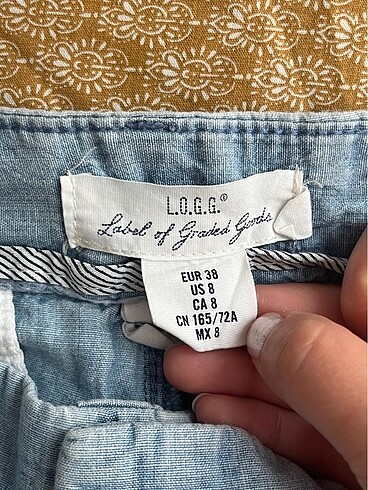 L.O.G.G.®
Label of Graded Goods
EUR 38
US 8
CA 8
CN 165/72A
MX 8